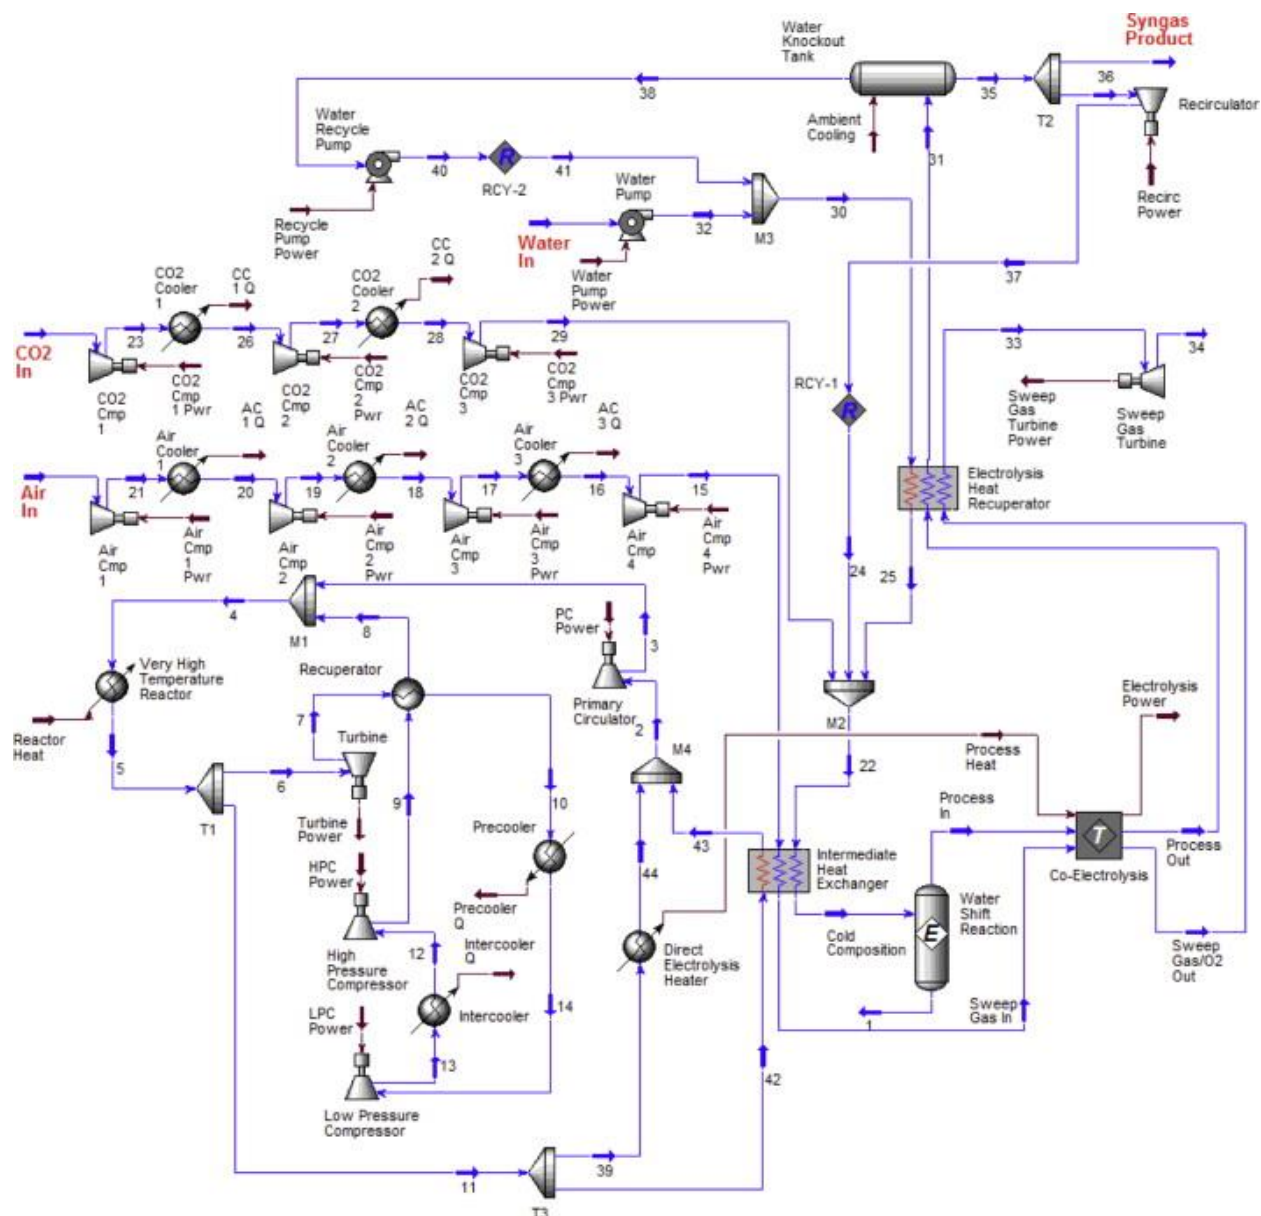 Syngas
Product
Water
Knockout
Tank
38
35
36
T2
Recirculator
Ambient
Cooling
31
Recirc
Power
Water
Recycle
Pump
40
R
RCY-2
41
Recycle
Pump
Power
Water
Pump
32
Water
In
Water
Pump
Power
M3
30
37
CO2
Cooler
1
CC
1 Q
CO2
Cooler
2
CC
2 Q
CO2
In
23
26
27
28
29
CO2
Cmp
1
CO2
Cmp
1 Pwr
CO2
Cmp
2
CO2
Cmp
2
Pwr
CO2
Cmp
3
CO2
Cmp
3 Pwr
33
34
Sweep
Gas
Turbine
Power
Sweep
Gas
Turbine
RCY-1
R
Air
Cooler
1
AC
1 Q
Air
Cooler
2
AC
2 Q
Air
Cooler
3
AC
3 Q
Air
In
21
20
19
18
17
16
15
Air
Cmp
1
Air
Cmp
1
Pwr
Air
Cmp
2
Air
Cmp
2
Pwr
Air
Cmp
3
Air
Cmp
3
Pwr
Air
Cmp
4
Air
Cmp
4
Pwr
Electrolysis
Heat
Recuperator
24
25
4
M1
8
3
PC
Power
Primary
Circulator
2
Very High
Temperature
Reactor
Reactor
Heat
5
Recuperator
7
Turbine
6
T1
9
10
Turbine
Power
HPC
Power
High
Pressure
Compressor
Precooler
Precooler
Q
Intercooler
Q
12
Intercooler
LPC
Power
13
14
Low Pressure
Compressor
M2
22
M4
43
44
Direct
Electrolysis
Heater
Intermediate
Heat
Exchanger
Cold
Composition
E
Water
Shift
Reaction
1
Process
Heat
Process
In
Electrolysis
Power
T
Co-Electrolysis
Process
Out
Sweep
Gas/O2
Out
Sweep
Gas In
42
11
39
T3